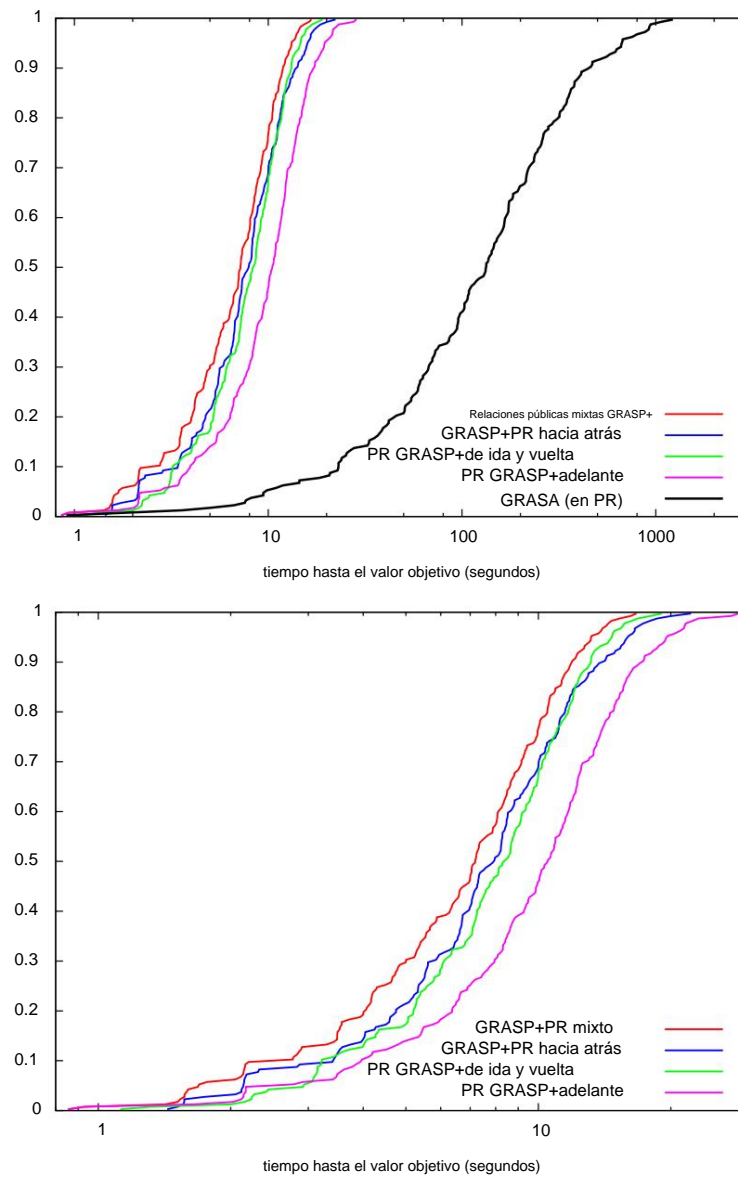 1
0.9
0.8
0.7
0.6
0.5
0.4
0.3
0.2
0.1
0
Relaciones públicas mixtas GRASP+
GRASP+PR hacia atrás
PR GRASP+de ida y vuelta
PR GRASP+adelante
GRASA (en PR)
1 10 100 1000
tiempo hasta el valor objetivo (segundos)
1
0.9
0.8
0.7
0.6
0.5
0.4
0.3
0.2
0.1
0
GRASP+PR mixto
GRASP+PR hacia atrás
PR GRASP+de ida y vuelta
PR GRASP+adelante
1 10
tiempo hasta el valor objetivo (segundos)